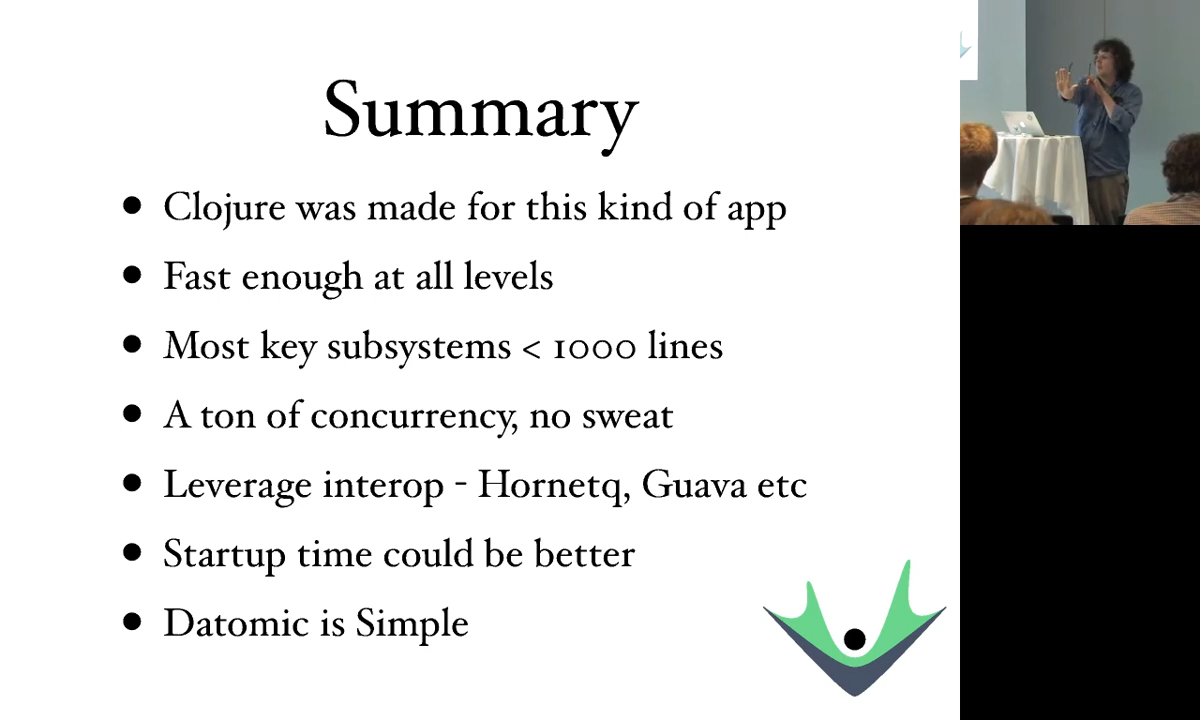 Summary
• Clojure was made for this kind of app
• Fast enough at all levels
• Most key subsystems < 1000 lines
• A ton of concurrency, no sweat
• Leverage interop - Hornetq, Guava etc
• Startup time could be better
• Datomic is Simple